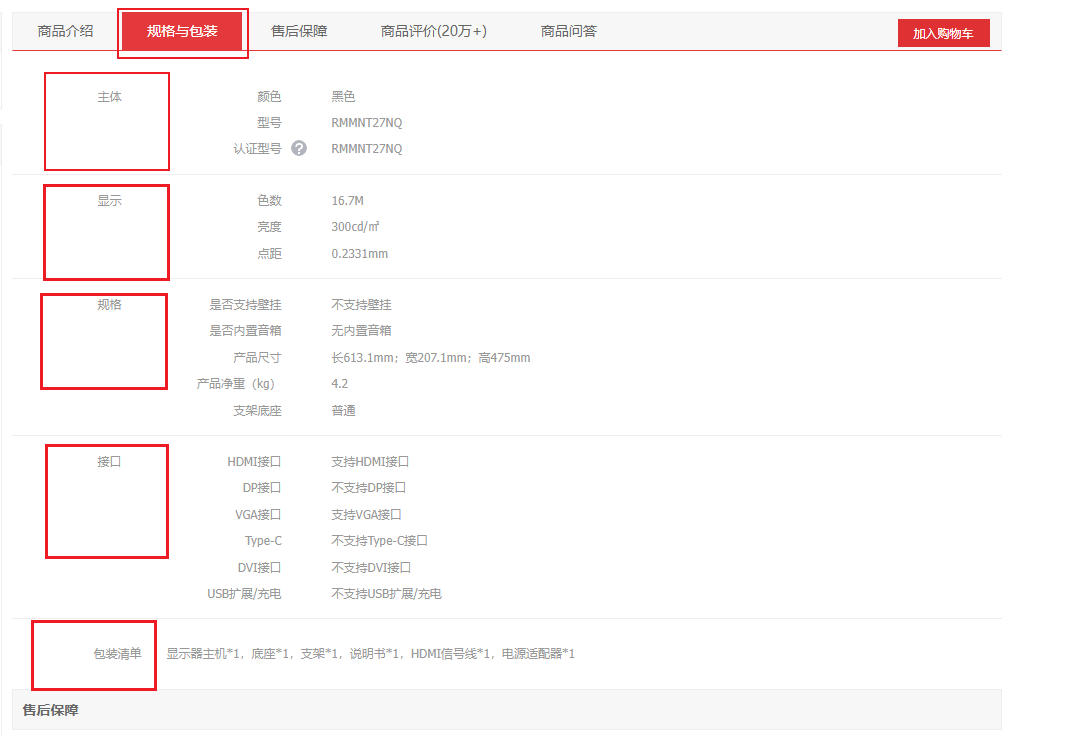 商品介绍 规格与包装 售后保障 商品评价(20万+) 商品问答 加入购物车
主体 颜色 黑色
型号 RMMNT27NQ
认证型号 ? RMMNT27NQ
显示 色数 16.7M
亮度 300cd/㎡
点距 0.2331mm
规格 是否支持壁挂 不支持壁挂
是否内置音箱 无内置音箱
产品尺寸 长613.1mm；宽207.1mm；高475mm
产品净重（kg） 4.2
支架底座 普通
接口 HDMI接口 支持HDMI接口
DP接口 不支持DP接口
VGA接口 支持VGA接口
Type-C 不支持Type-C接口
DVI接口 不支持DVI接口
USB扩展/充电 不支持USB扩展/充电
包装清单 显示器主机*1，底座*1，支架*1，说明书*1，HDMI信号线*1，电源适配器*1
售后保障